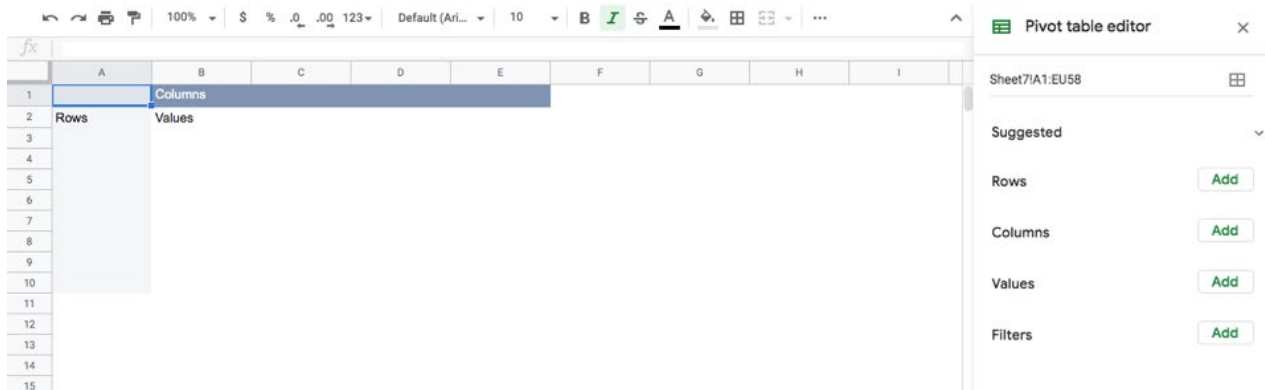 100% $ % .0 .00 123 Default (Ari... 10 B I S A ...
Pivot table editor
fx
A B C D E F G H I
Sheet7!A1:EU58
1 Columns
2 Rows Values
3
Suggested
4
5
Rows Add
6
7
Columns Add
8
9
10
Values Add
11
12
Filters Add
13
14
15